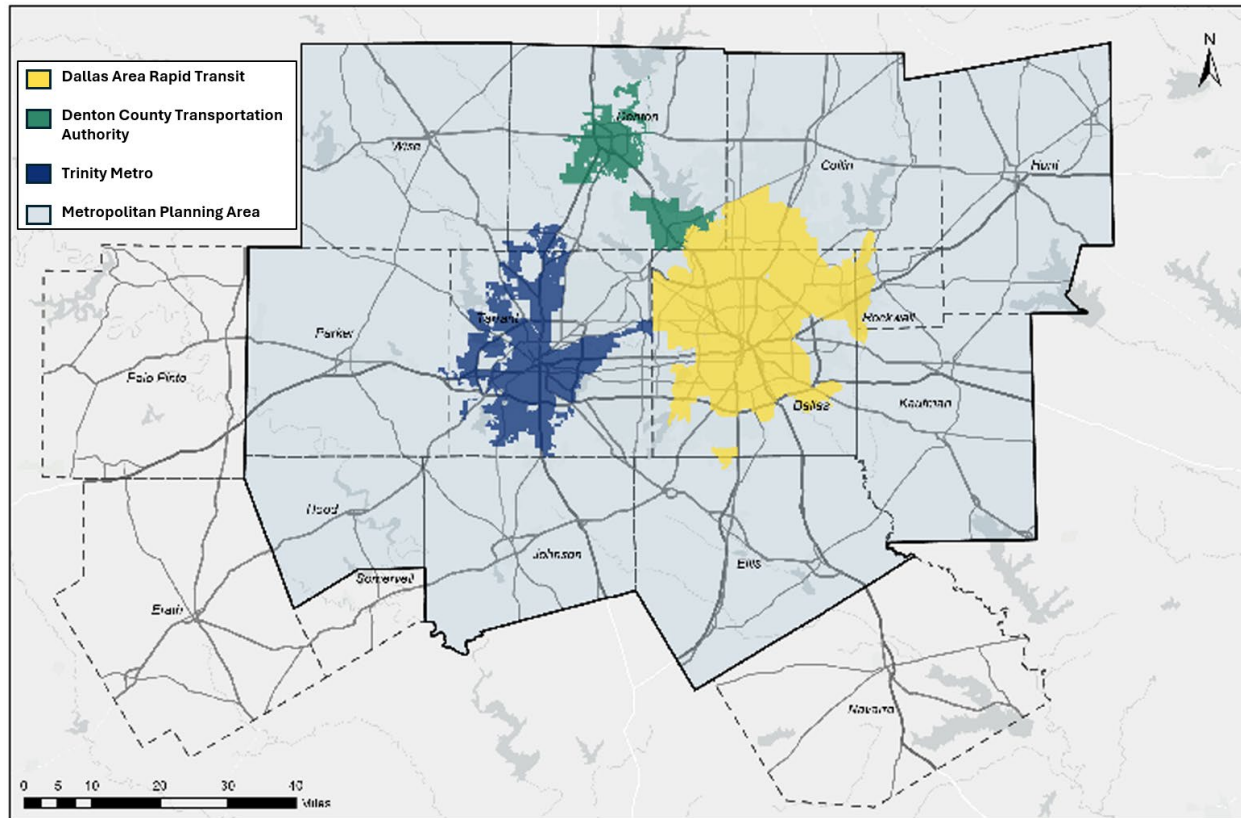 N
Dallas Area Rapid Transit
Denton County Transportation
Authority
Trinity Metro
Metropolitan Planning Area
Denton
Wise
Collin
Hunt
Tarrant
Rockwall
Parker
Palo Pinto
Dallas
Kaufman
Hood
Johnson
Ellis
Somervell
Erath
Navarro
0 5 10 20 30 40
Miles